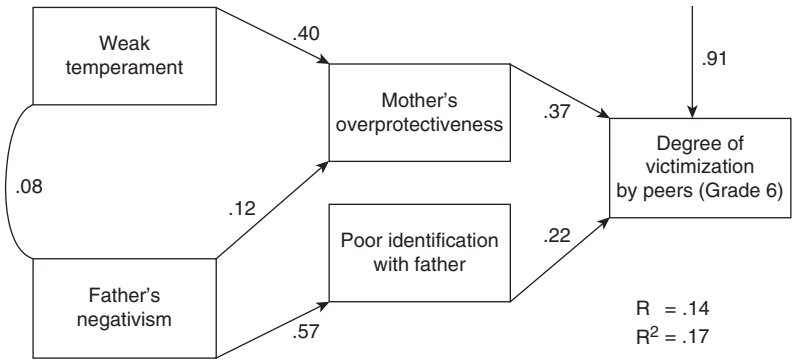 Weak
temperament
.40
.91
Mother's
overprotectiveness
.37
Degree of
victimization
by peers (Grade 6)
.08
.12
Poor identification
with father
.22
Father's
negativism
.57
R = .14
R² = .17